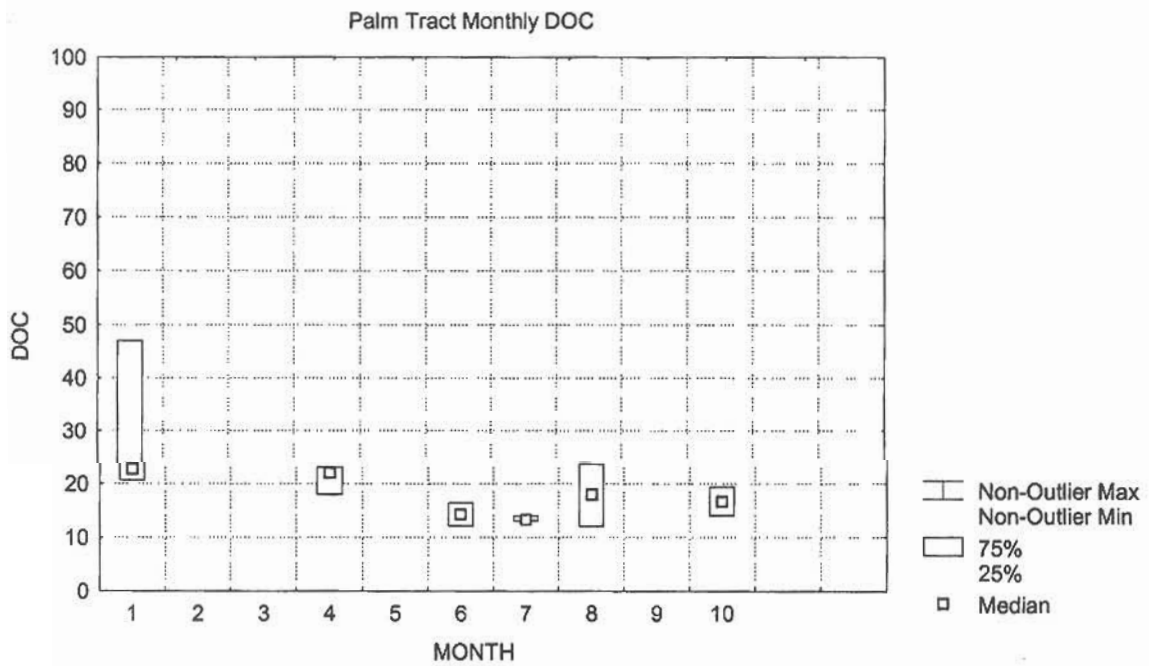 Palm Tract Monthly DOC
100
90
80
70
60
50
40
30
20
10
0
DOC
1 2 3 4 5 6 7 8 9 10
MONTH
Non-Outlier Max
Non-Outlier Min
75%
25%
Median